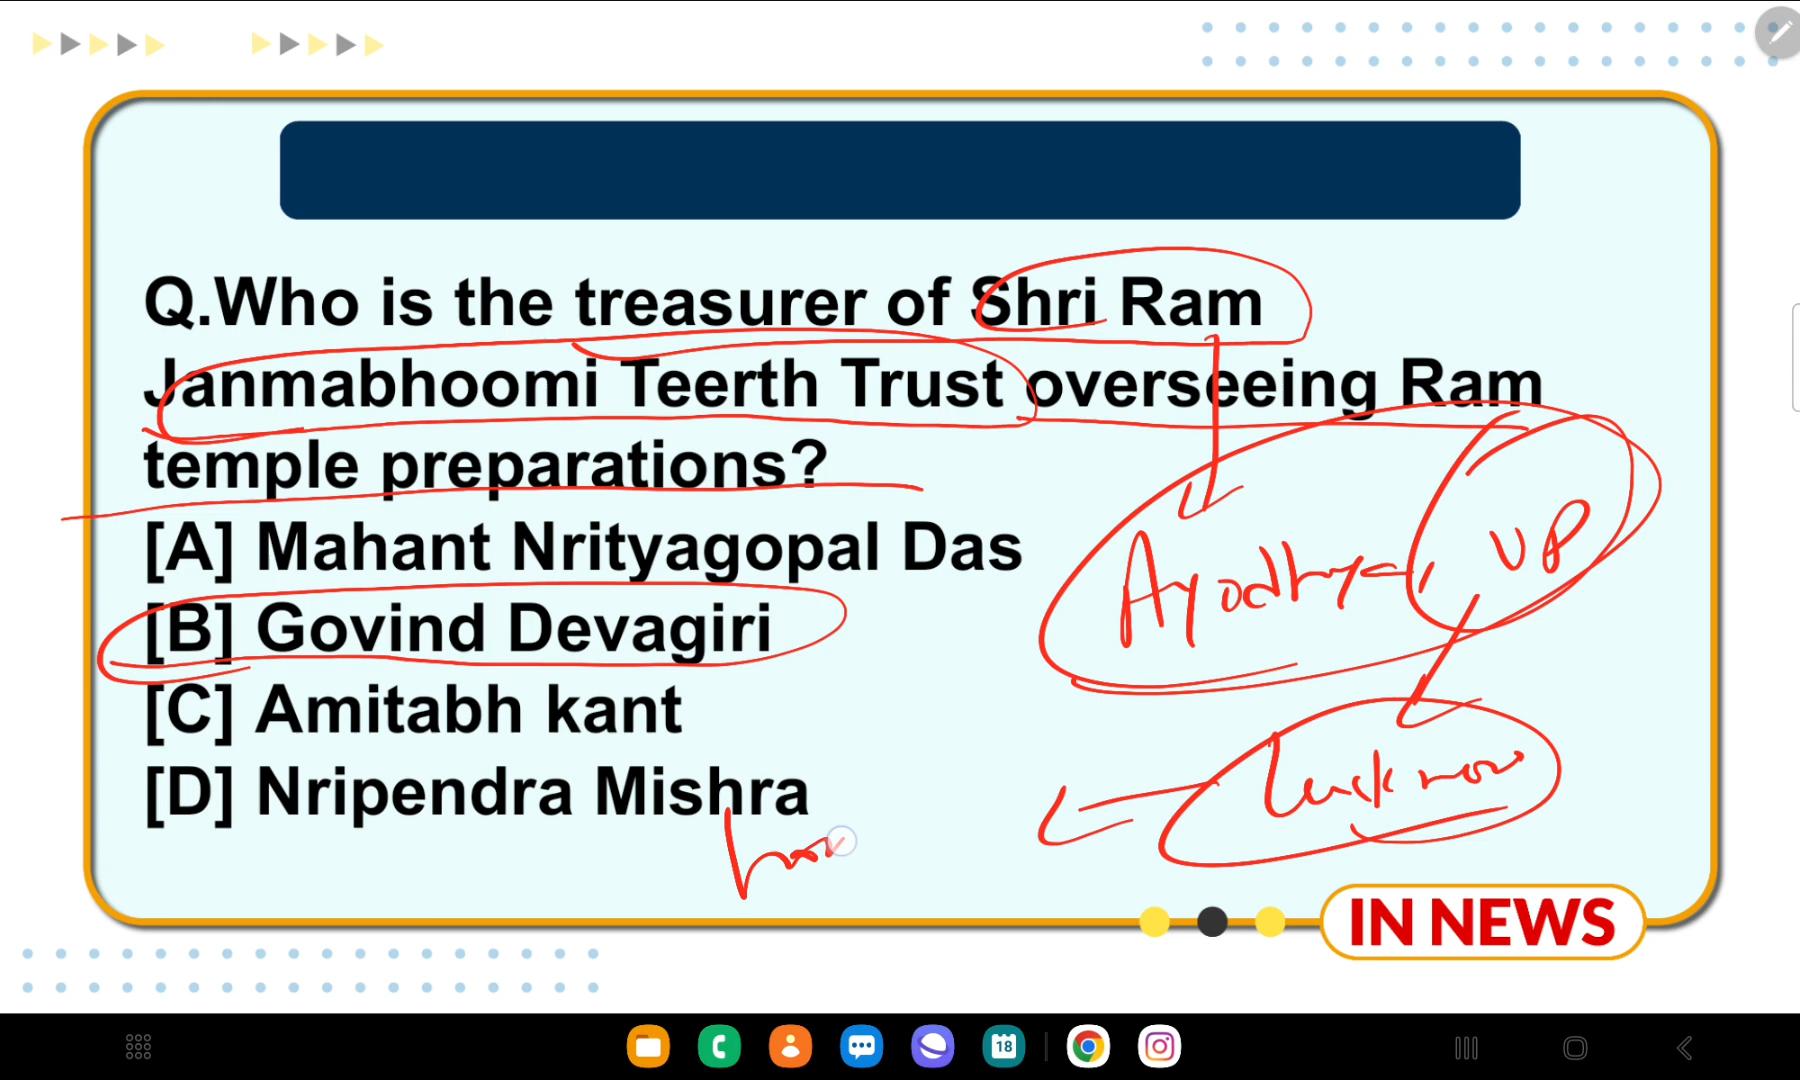 Q.Who is the treasurer of Shri Ram
Janmabhoomi Teerth Trust overseeing Ram
temple preparations?
[A] Mahant Nrityagopal Das
[B] Govind Devagiri
[C] Amitabh kant
[D] Nripendra Mishra
Ayodhya, UP
Lucknow
IN NEWS
18